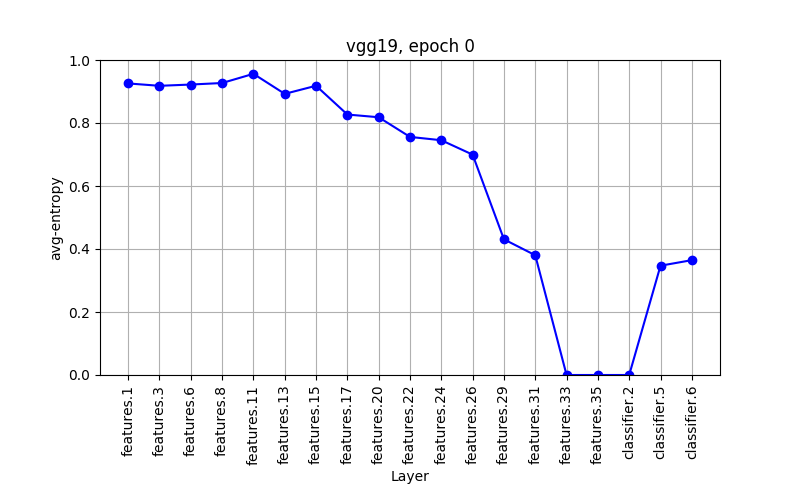 vgg19, epoch 0
1.0
0.8
0.6
0.4
0.2
0.0
avg-entropy
features.1
features.3
features.6
features.8
features.11
features.13
features.15
features.17
features.20
features.22
features.24
features.26
features.29
features.31
features.33
features.35
classifier.2
classifier.5
classifier.6
Layer